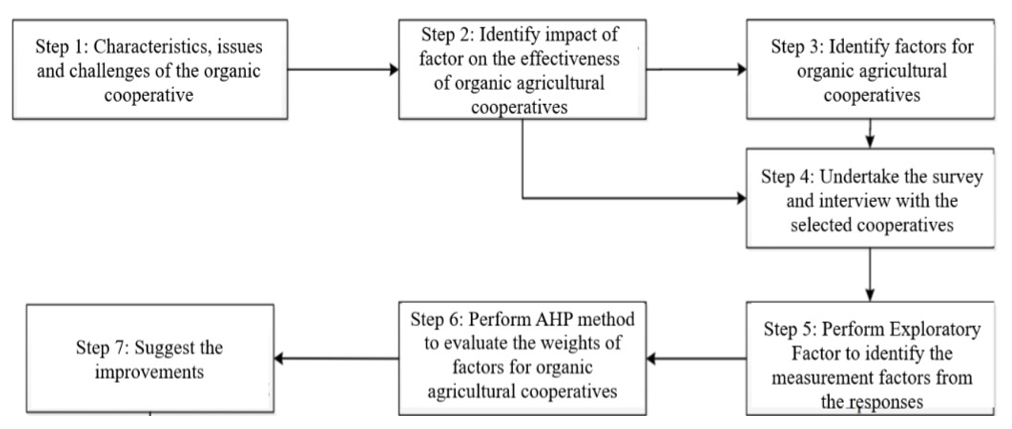 Step 1: Characteristics, issues
and challenges of the organic
cooperative
Step 2: Identify impact of
factor on the effectiveness
of organic agricultural
cooperatives
Step 3: Identify factors for
organic agricultural
cooperatives
Step 4: Undertake the survey
and interview with the
selected cooperatives
Step 5: Perform Exploratory
Factor to identify the
measurement factors from
the responses
Step 6: Perform AHP method
to evaluate the weights of
factors for organic
agricultural cooperatives
Step 7: Suggest the
improvements